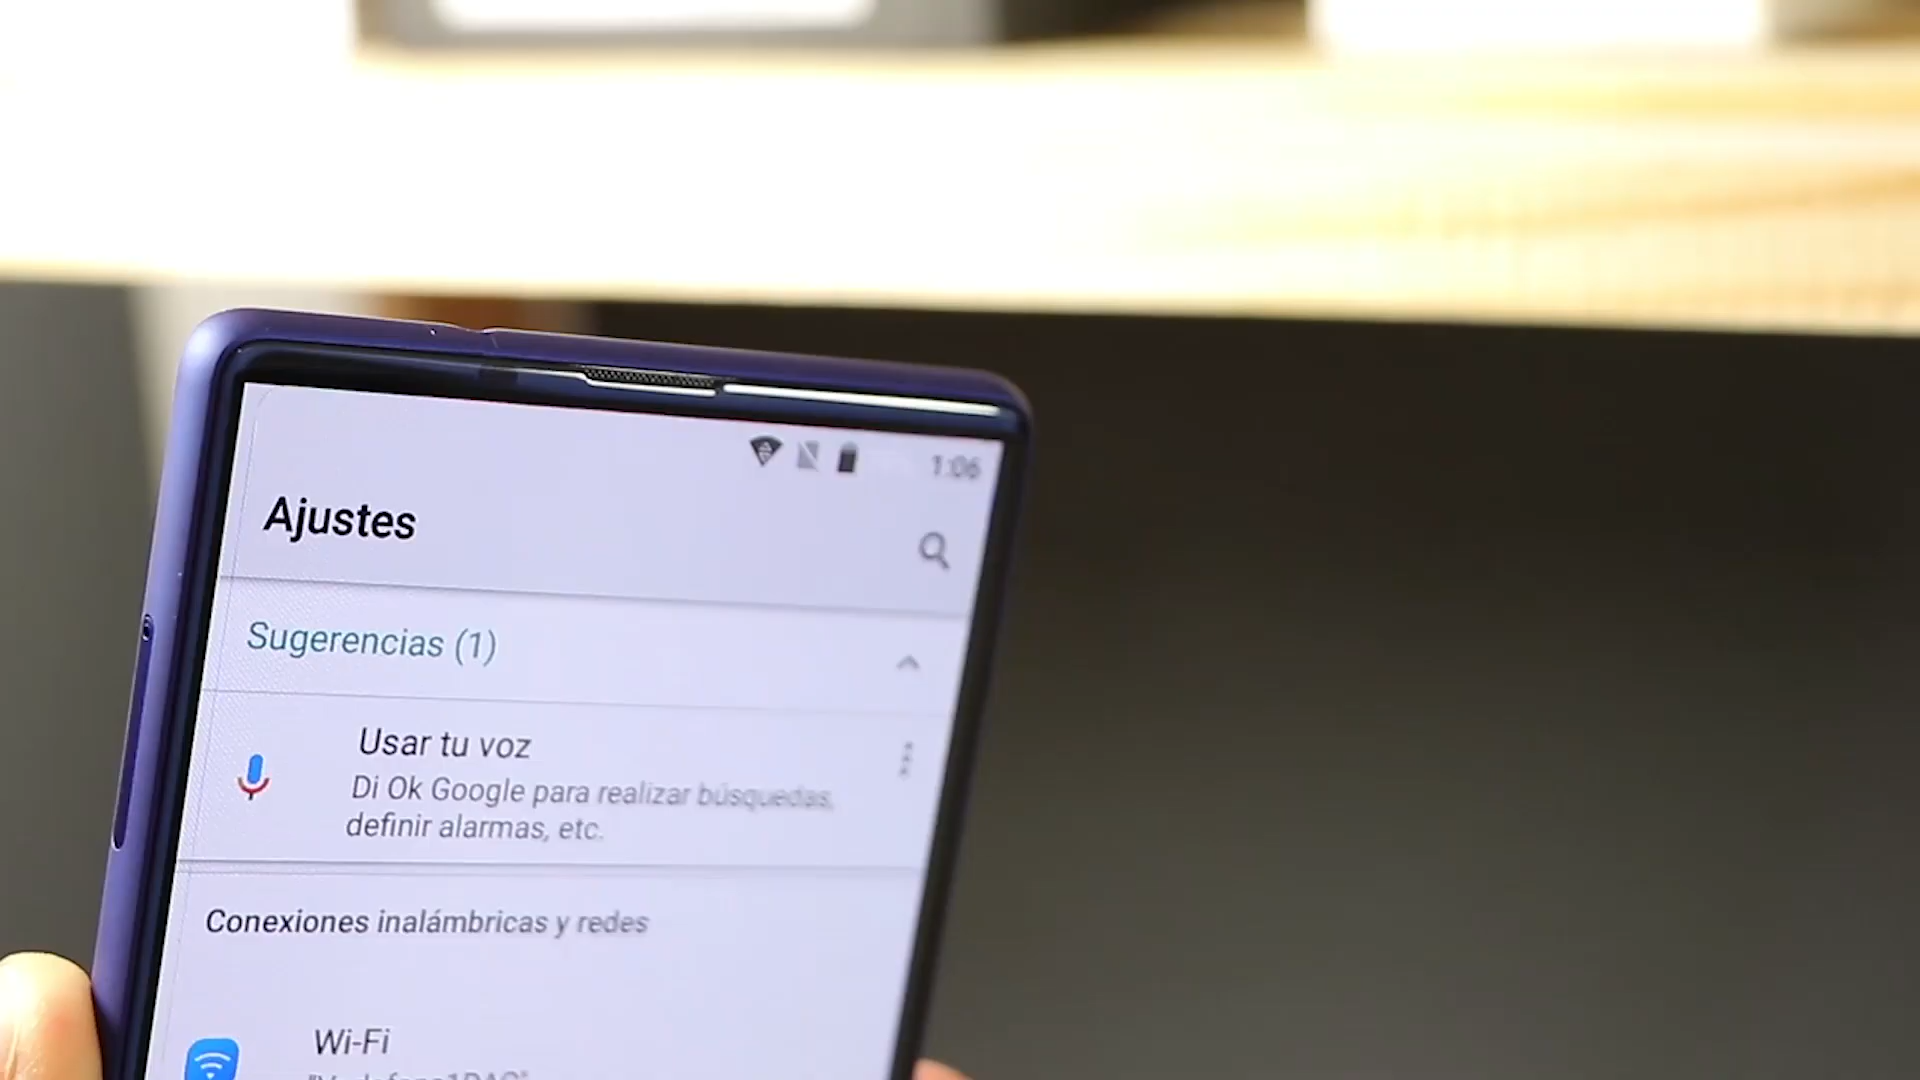 1:06
Ajustes
Sugerencias (1)
Usar tu voz
Di Ok Google para realizar búsquedas,
definir alarmas, etc.
Conexiones inalámbricas y redes
Wi-Fi